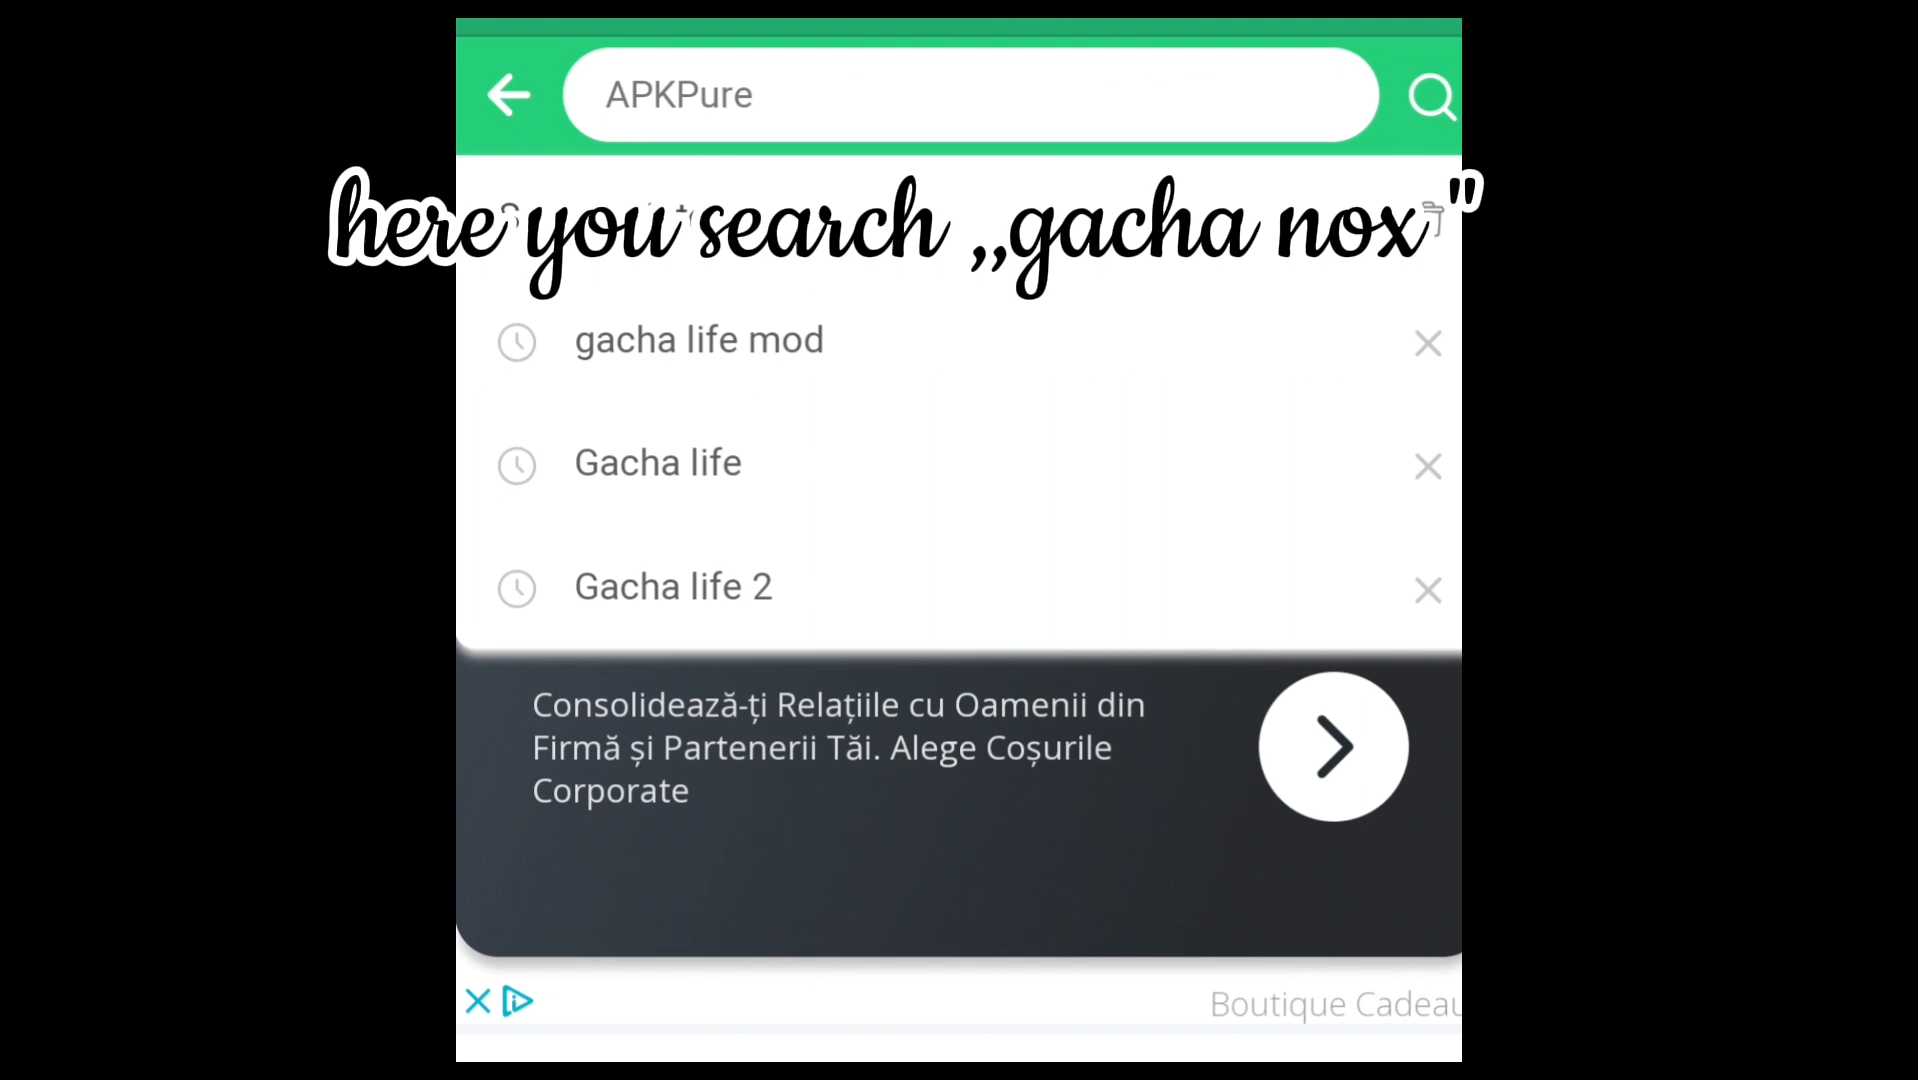 APKPure
here you search ,,gacha nox"
gacha life mod
Gacha life
Gacha life 2
Consolidează-ți Relațiile cu Oamenii din
Firmă și Partenerii Tăi. Alege Coșurile
Corporate
Boutique Cadeau